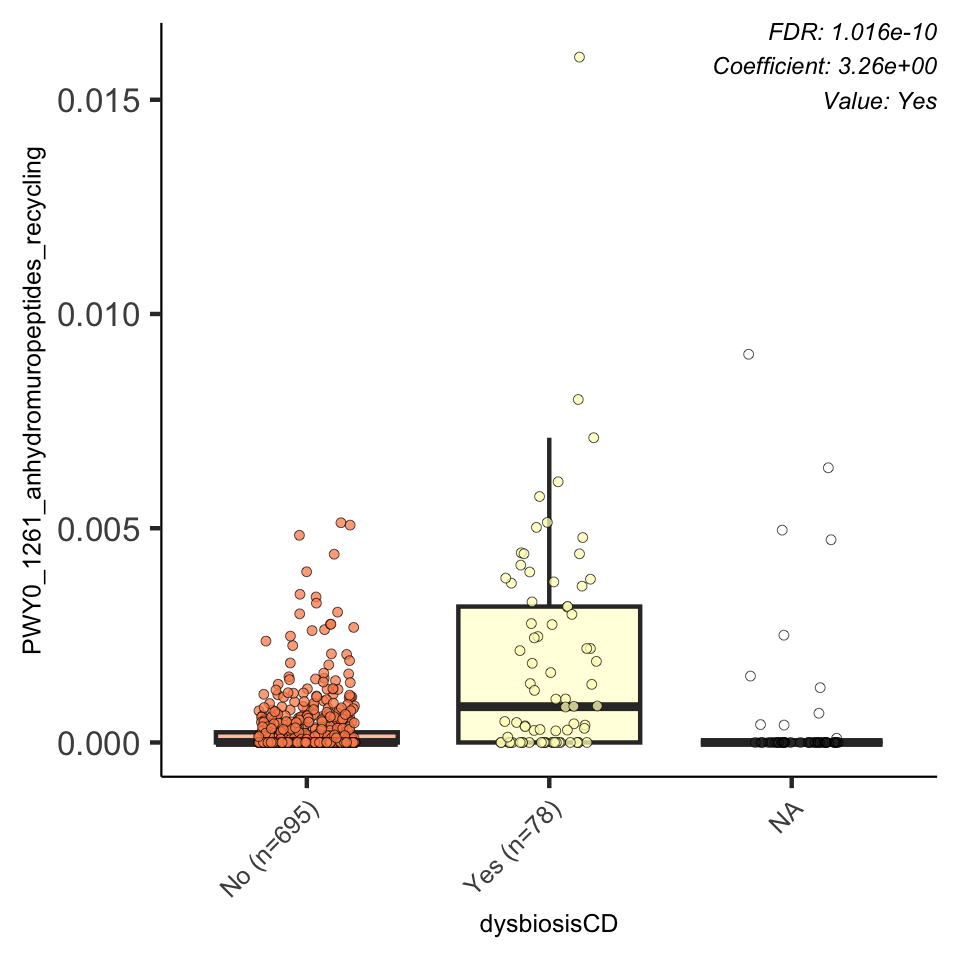 FDR: 1.016e-10
Coefficient: 3.26e+00
Value: Yes
PWY0_1261_anhydromuropeptides_recycling
0.015
0.010
0.005
0.000
No (n=695)
Yes (n=78)
NA
dysbiosisCD